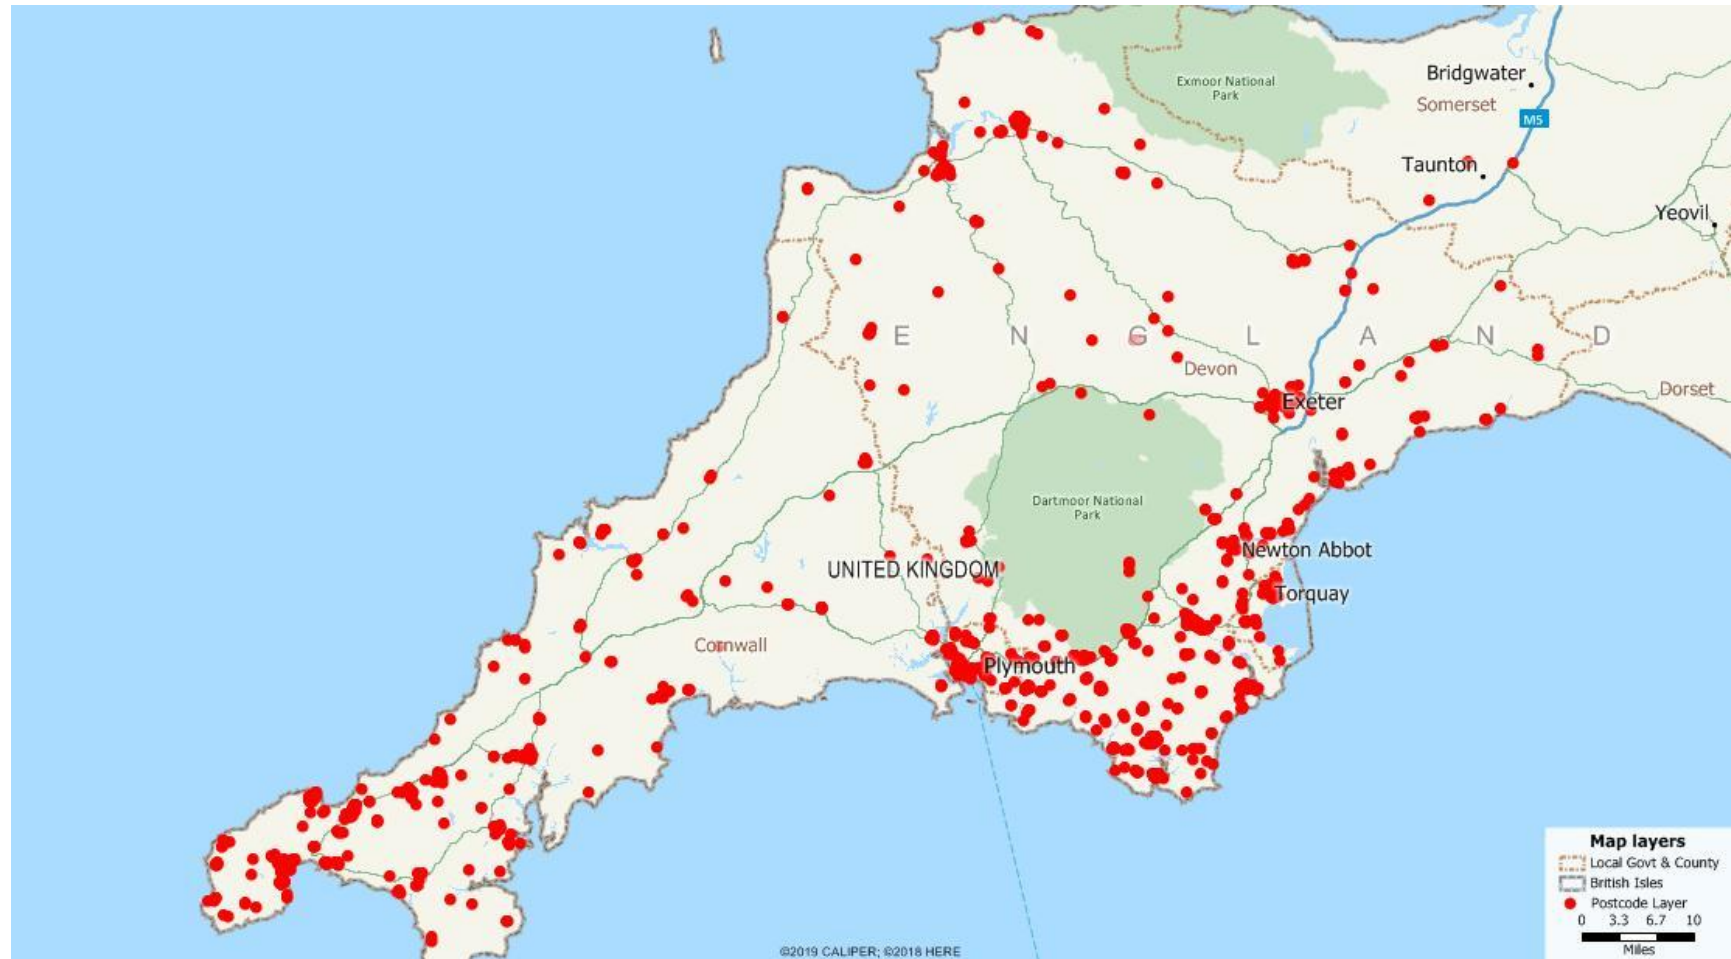 Exmoor National
Park
Bridgwater
Somerset
M5
Taunton
Yeovil
E N G L A N D
Devon
Dorset
Exeter
Dartmoor National
Park
Newton Abbot
UNITED KINGDOM
Torquay
Cornwall
Plymouth
Map layers
Local Govt & County
British Isles
Postcode Layer
0 3.3 6.7 10
Miles
©2019 CALIPER; ©2018 HERE